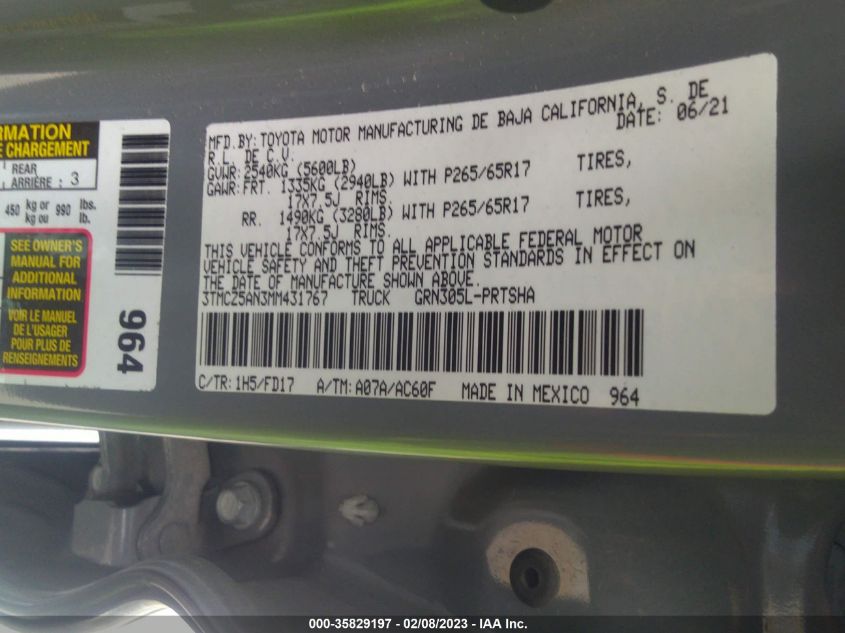 RMATION
E CHARGEMENT
REAR
ARRIÈRE : 3
450 kg or 990 lbs.
kg ou lb.
SEE OWNER'S
MANUAL FOR
ADDITIONAL
INFORMATION
VOIR LE MANUEL
DE L'USAGER
POUR PLUS DE
RENSEIGNEMENTS
964
MFD.BY:TOYOTA MOTOR MANUFACTURING DE BAJA CALIFORNIA, S. DE
R.L. DE C.V. DATE: 06/21
GVWR: 2540KG (5600LB)
GAWR:FRT. 1335KG (2940LB) WITH P265/65R17 TIRES,
17X7.5J RIMS.
RR. 1490KG (3280LB) WITH P265/65R17 TIRES,
17X7.5J RIMS.
THIS VEHICLE CONFORMS TO ALL APPLICABLE FEDERAL MOTOR
VEHICLE SAFETY AND THEFT PREVENTION STANDARDS IN EFFECT ON
THE DATE OF MANUFACTURE SHOWN ABOVE.
3TMCZ5AN3MM431767 TRUCK GRN305L-PRTSHA
C/TR: 1H5/FD17 A/TM: A07A/AC60F MADE IN MEXICO 964
000-35829197 - 02/08/2023 - IAA Inc.